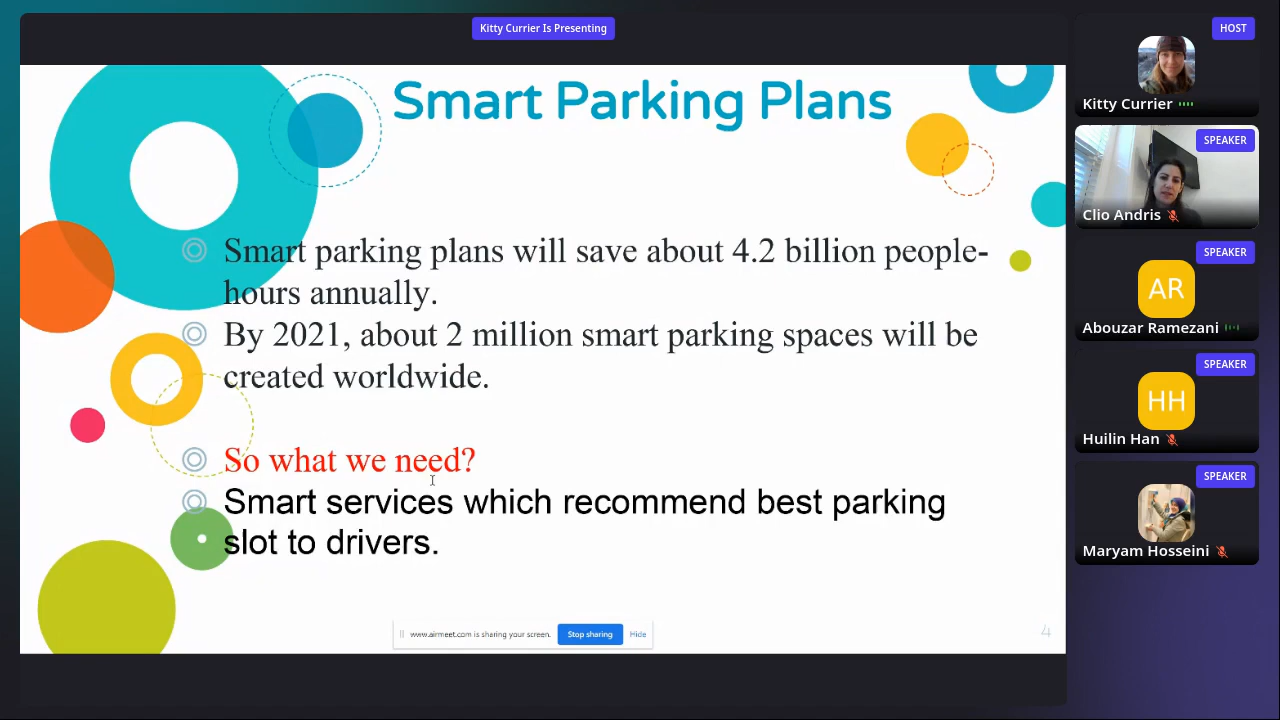 Kitty Currier Is Presenting
Smart Parking Plans
Smart parking plans will save about 4.2 billion people-
hours annually.
By 2021, about 2 million smart parking spaces will be
created worldwide.
So what we need?
Smart services which recommend best parking
slot to drivers.
www.airmeet.com is sharing your screen.
Stop sharing
Hide
4
HOST
Kitty Currier
SPEAKER
Clio Andris
SPEAKER
AR
Abouzar Ramezani
SPEAKER
HH
Huilin Han
SPEAKER
Maryam Hosseini